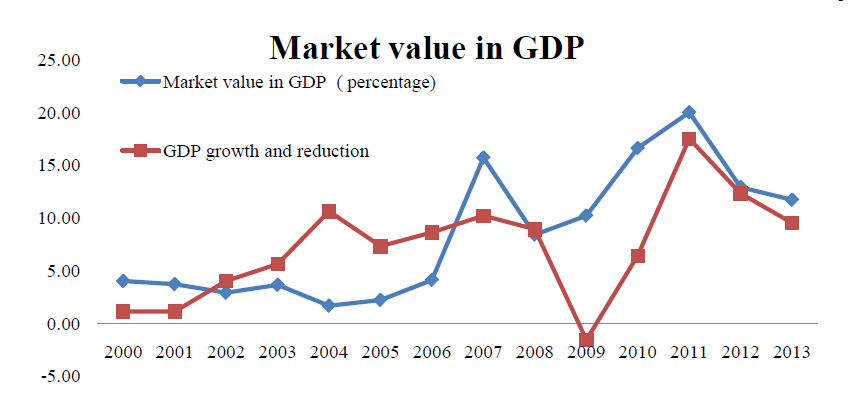 Market value in GDP
25.00
Market value in GDP ( percentage)
20.00
GDP growth and reduction
15.00
10.00
5.00
0.00
2000 2001 2002 2003 2004 2005 2006 2007 2008 2009 2010 2011 2012 2013
-5.00